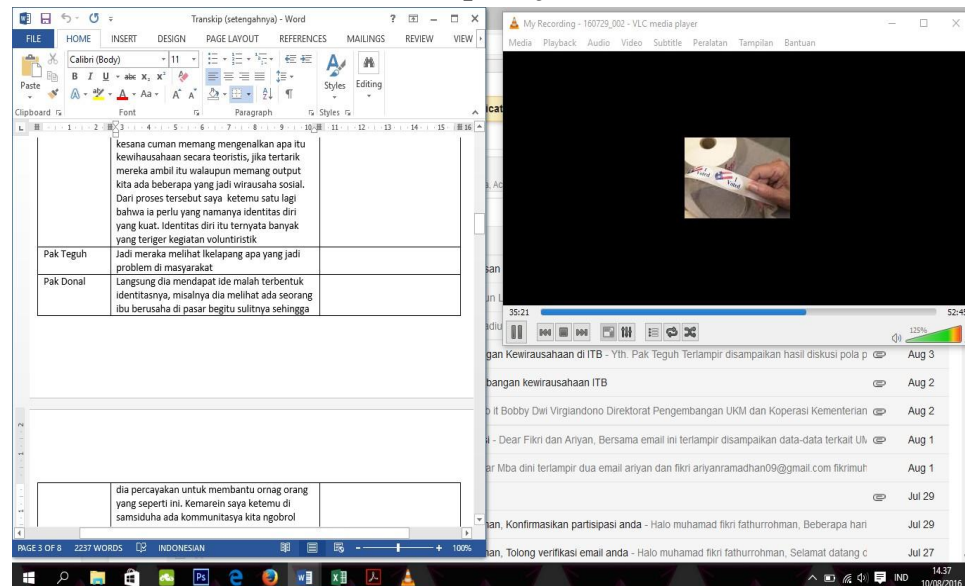 Transkip (setengahnya) - Word
FILE HOME INSERT DESIGN PAGE LAYOUT REFERENCES MAILINGS REVIEW VIEW
Calibri (Body) 11
Paste
Styles Editing
Clipboard Font Paragraph Styles
kesana cuman memang mengenalkan apa itu
kewihausahaan secara teoristis, jika tertarik
mereka ambil itu walaupun memang output
kita ada beberapa yang jadi wirausaha sosial.
Dari proses tersebut saya ketemu satu lagi
bahwa ia perlu yang namanya identitas diri
yang kuat. Identitas diri itu ternyata banyak
yang teriger kegiatan voluntiristik
Pak Teguh Jadi meraka melihat lkelapang apa yang jadi
problem di masyarakat
Pak Donal Langsung dia mendapat ide malah terbentuk
identitasnya, misalnya dia melihat ada seorang
ibu berusaha di pasar begitu sulitnya sehingga
dia percayakan untuk membantu ornag orang
yang seperti ini. Kemarein saya ketemu di
samsiduha ada kommunitasya kita ngobrol
PAGE 3 OF 8 2237 WORDS INDONESIAN 100%
My Recording - 160729_002 - VLC media player
Media Playback Audio Video Subtitle Peralatan Tampilan Bantuan
I Voted
35:21 52:45
125%
gan Kewirausahaan di ITB - Yth. Pak Teguh Terlampir disampaikan hasil diskusi pola p Aug 3
bangan kewirausahaan ITB Aug 2
o it Bobby Dwi Virgiandono Direktorat Pengembangan UKM dan Koperasi Kementerian Aug 2
si - Dear Fikri dan Ariyan, Bersama email ini terlampir disampaikan data-data terkait UM Aug 1
ar Mba dini terlampir dua email ariyan dan fikri ariyanramadhan09@gmail.com fikrimuh Aug 1
Jul 29
nan, Konfirmasikan partisipasi anda - Halo muhamad fikri fathurrohman, Beberapa hari Jul 29
nan, Tolong verifikasi email anda - Halo muhamad fikri fathurrohman, Selamat datang c Jul 27
IND 14.37
10/08/2016